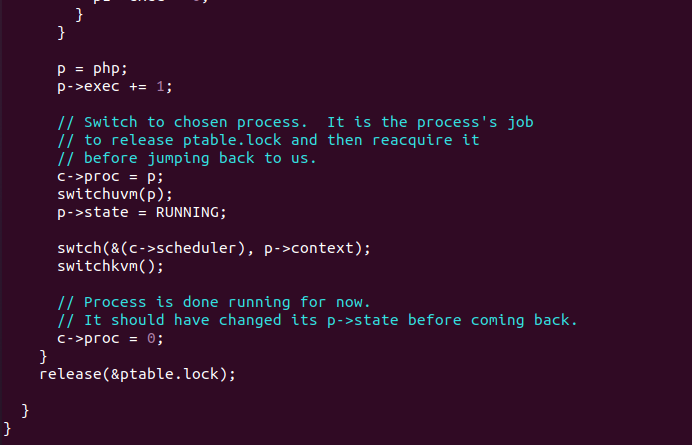 }
}
p = php;
p->exec += 1;
// Switch to chosen process.  It is the process's job
// to release ptable.lock and then reacquire it
// before jumping back to us.
c->proc = p;
switchuvm(p);
p->state = RUNNING;
swtch(&(c->scheduler), p->context);
switchkvm();
// Process is done running for now.
// It should have changed its p->state before coming back.
c->proc = 0;
}
release(&ptable.lock);
}
}